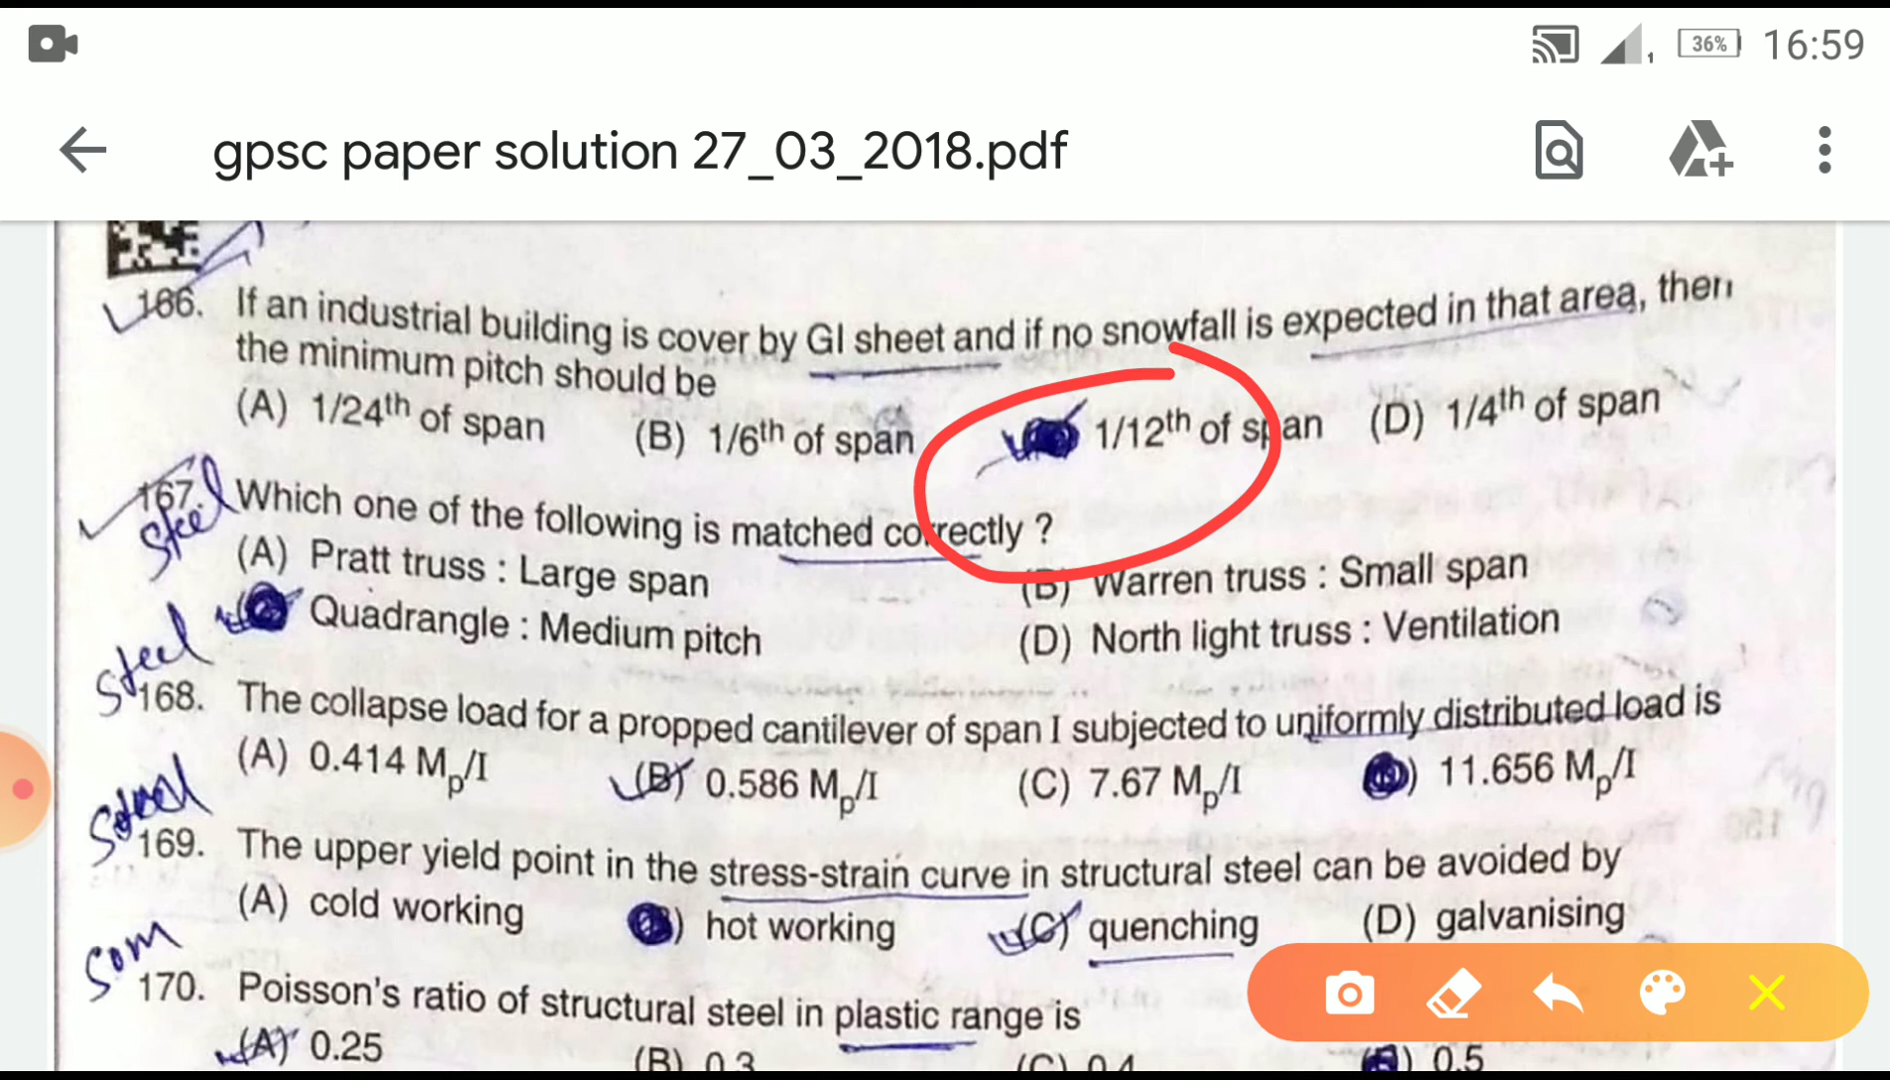 36% 16:59
gpsc paper solution 27_03_2018.pdf
166. If an industrial building is cover by GI sheet and if no snowfall is expected in that area, then
the minimum pitch should be
(A) 1/24th of span (B) 1/6th of span 1/12th of span (D) 1/4th of span
167. Which one of the following is matched correctly ?
Steel
(A) Pratt truss : Large span (B) Warren truss : Small span
Quadrangle : Medium pitch (D) North light truss : Ventilation
Steel
168. The collapse load for a propped cantilever of span l subjected to uniformly distributed load is
(A) 0.414 Mp/l (B) 0.586 Mp/l (C) 7.67 Mp/l 11.656 Mp/l
Steel
169. The upper yield point in the stress-strain curve in structural steel can be avoided by
(A) cold working hot working (C) quenching (D) galvanising
Som
170. Poisson's ratio of structural steel in plastic range is
(A) 0.25 (B) 0.3 (C) 0.4 0.5